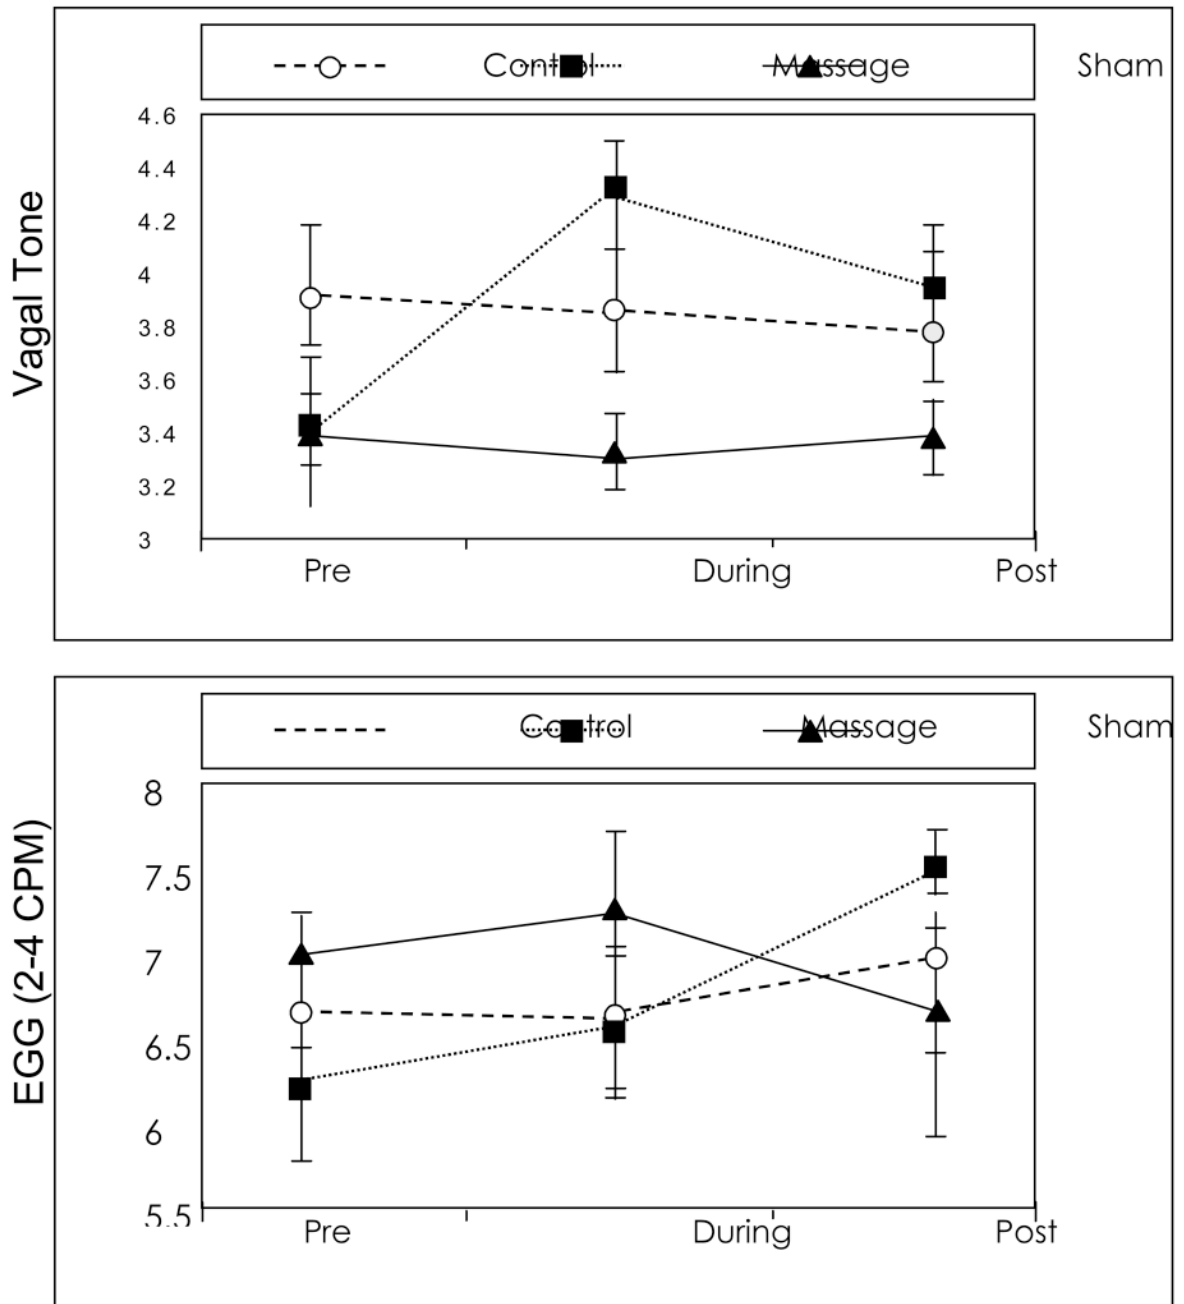 Control Massage Sham
Vagal Tone
4.6
4.4
4.2
4
3.8
3.6
3.4
3.2
3
Pre During Post
Control Massage Sham
EGG (2-4 CPM)
8
7.5
7
6.5
6
5.5
Pre During Post